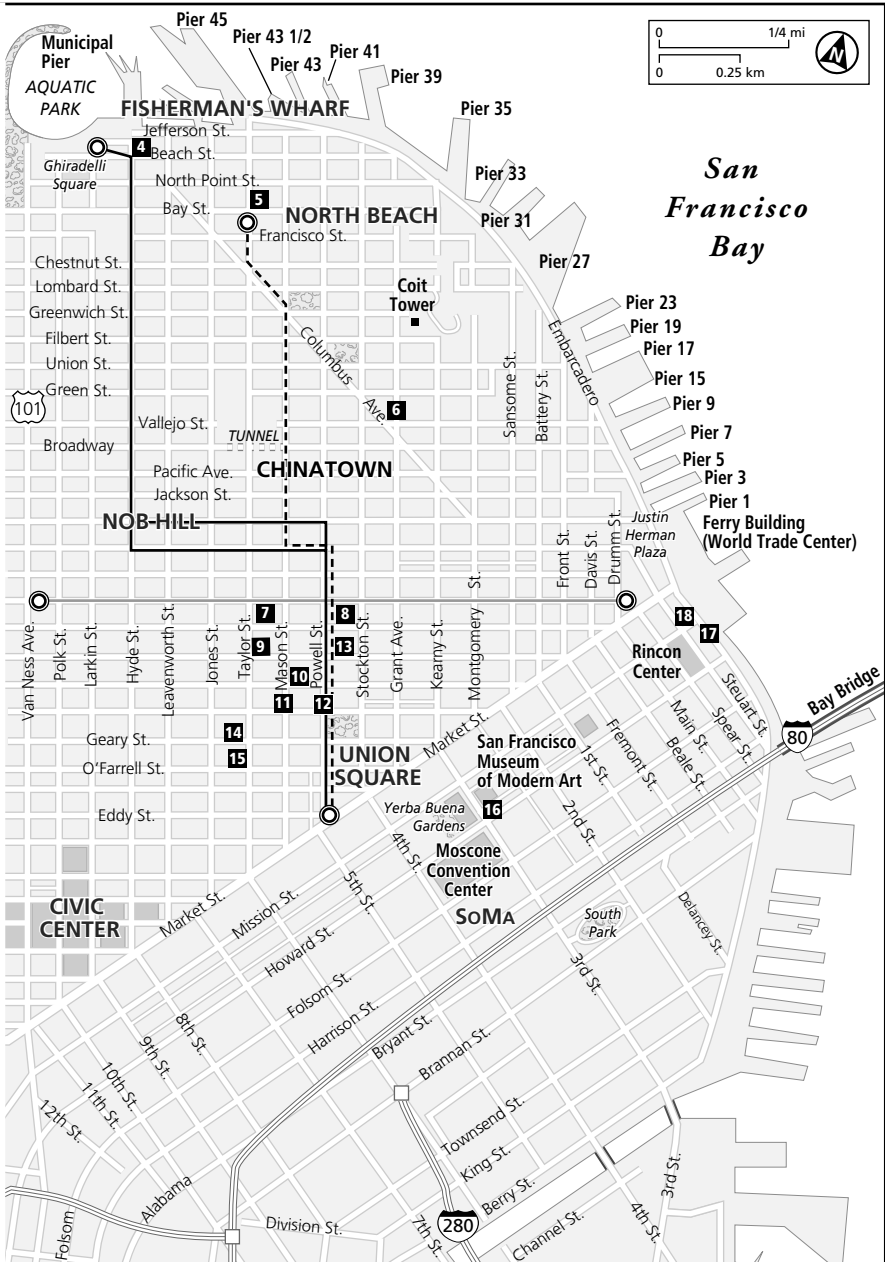 Pier 45
Pier 43 1/2
Pier 43
Pier 41
Pier 39
Municipal
Pier
AQUATIC
PARK
0
1/4 mi
0
0.25 km
N
FISHERMAN'S WHARF
Pier 35
Jefferson St.
4
Beach St.
Ghiradelli
Square
North Point St.
5
Bay St.
NORTH BEACH
Francisco St.
Pier 33
Pier 31
San
Francisco
Bay
Pier 27
Chestnut St.
Lombard St.
Greenwich St.
Filbert St.
Union St.
Green St.
101
Coit
Tower
Columbus
Ave.
6
Sansome St.
Battery St.
Embarcadero
Pier 23
Pier 19
Pier 17
Pier 15
Pier 9
Pier 7
Pier 5
Pier 3
Pier 1
Ferry Building
(World Trade Center)
Vallejo St.
TUNNEL
Broadway
Pacific Ave.
CHINATOWN
Jackson St.
NOB HILL
Justin
Herman
Plaza
Front St.
Davis St.
Drumm St.
Van Ness Ave.
Polk St.
Larkin St.
Hyde St.
Leavenworth St.
Jones St.
Taylor St.
Mason St.
Powell St.
Stockton St.
Grant Ave.
Kearny St.
Montgomery
St.
7
8
9
13
10
11
12
14
15
18
17
Rincon
Center
Steuart St.
Spear St.
Main St.
Beale St.
Fremont St.
1st St.
2nd St.
Bay Bridge
80
Geary St.
O'Farrell St.
Eddy St.
UNION
SQUARE
Market St.
San Francisco
Museum
of Modern Art
16
Yerba Buena
Gardens
Moscone
Convention
Center
4th St.
5th St.
SOMA
South
Park
Delancey St.
3rd St.
CIVIC
CENTER
Market St.
Mission St.
Howard St.
Folsom St.
Harrison St.
Bryant St.
Brannan St.
Townsend St.
King St.
Berry St.
Channel St.
8th St.
9th St.
10th St.
11th St.
12th St.
Alabama
Folsom
Division St.
7th St.
280
4th St.
3rd St.